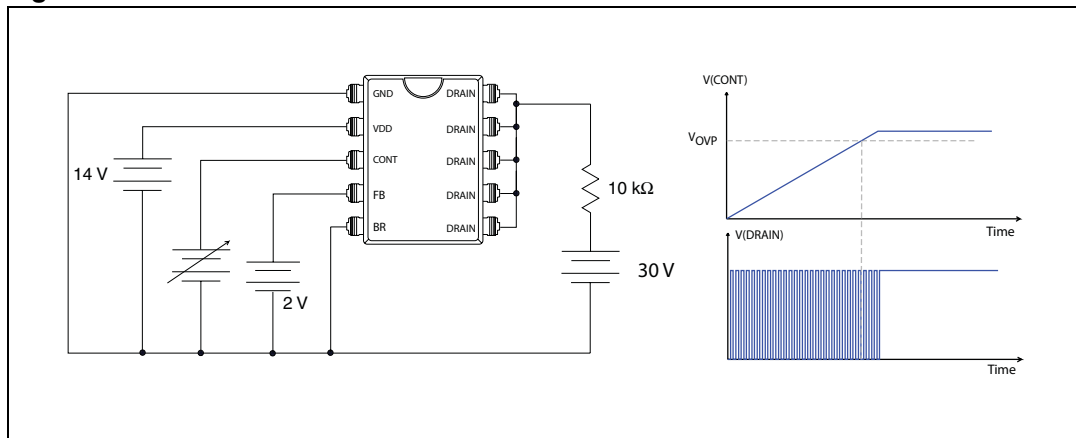 GND DRAIN
VDD DRAIN
CONT DRAIN
FB DRAIN
BR DRAIN
14 V
2 V
10 kΩ
30 V
V(CONT)
VOVP
Time
V(DRAIN)
Time